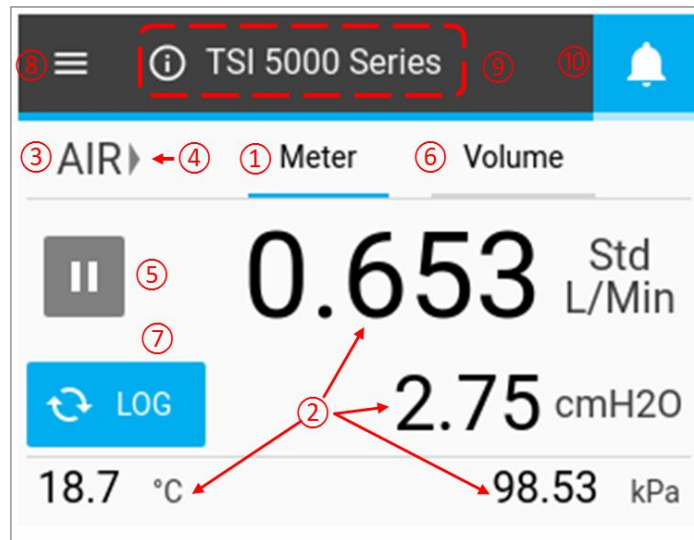 ⑧ TSI 5000 Series ⑨ ⑩
③ AIR ④ ① Meter ⑥ Volume
⑤ 0.653 Std L/Min
⑦
LOG ② 2.75 cmH2O
18.7 °C 98.53 kPa